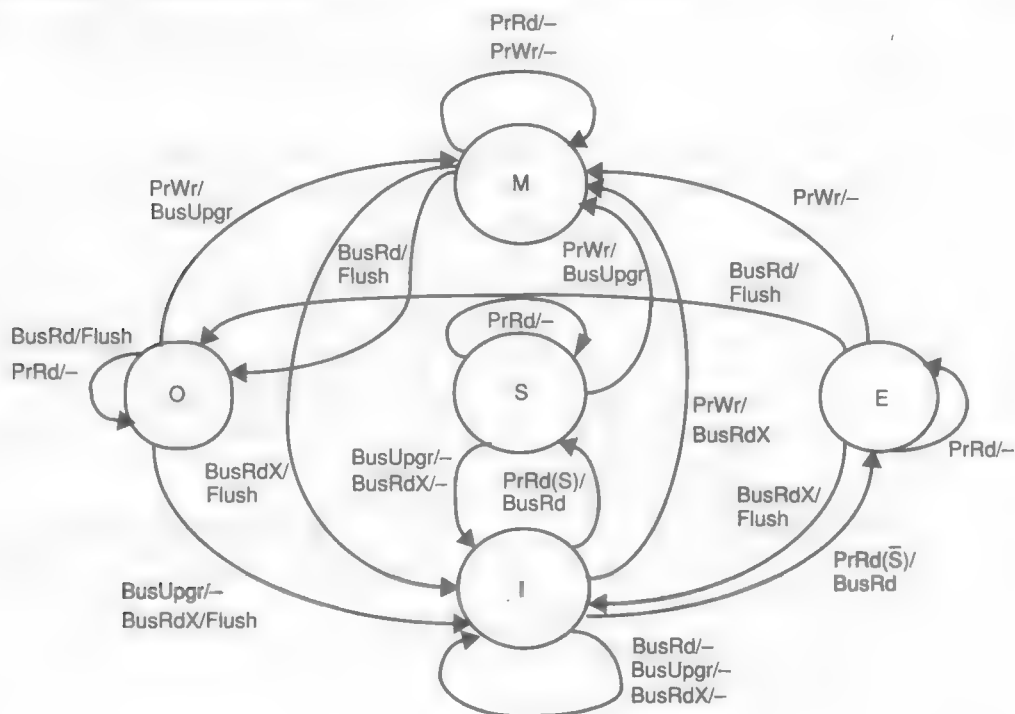 PrRd/–
PrWr/–
M
PrWr/
BusUpgr
PrWr/–
BusRd/
Flush
PrWr/
BusUpgr
BusRd/
Flush
BusRd/Flush
PrRd/–
PrRd/–
O
S
E
PrWr/
BusRdX
PrRd/–
BusUpgr/–
BusRdX/–
BusRdX/
Flush
PrRd(S)/
BusRd
BusRdX/
Flush
PrRd(S̅)/
BusRd
I
BusUpgr/–
BusRdX/Flush
BusRd/–
BusUpgr/–
BusRdX/–